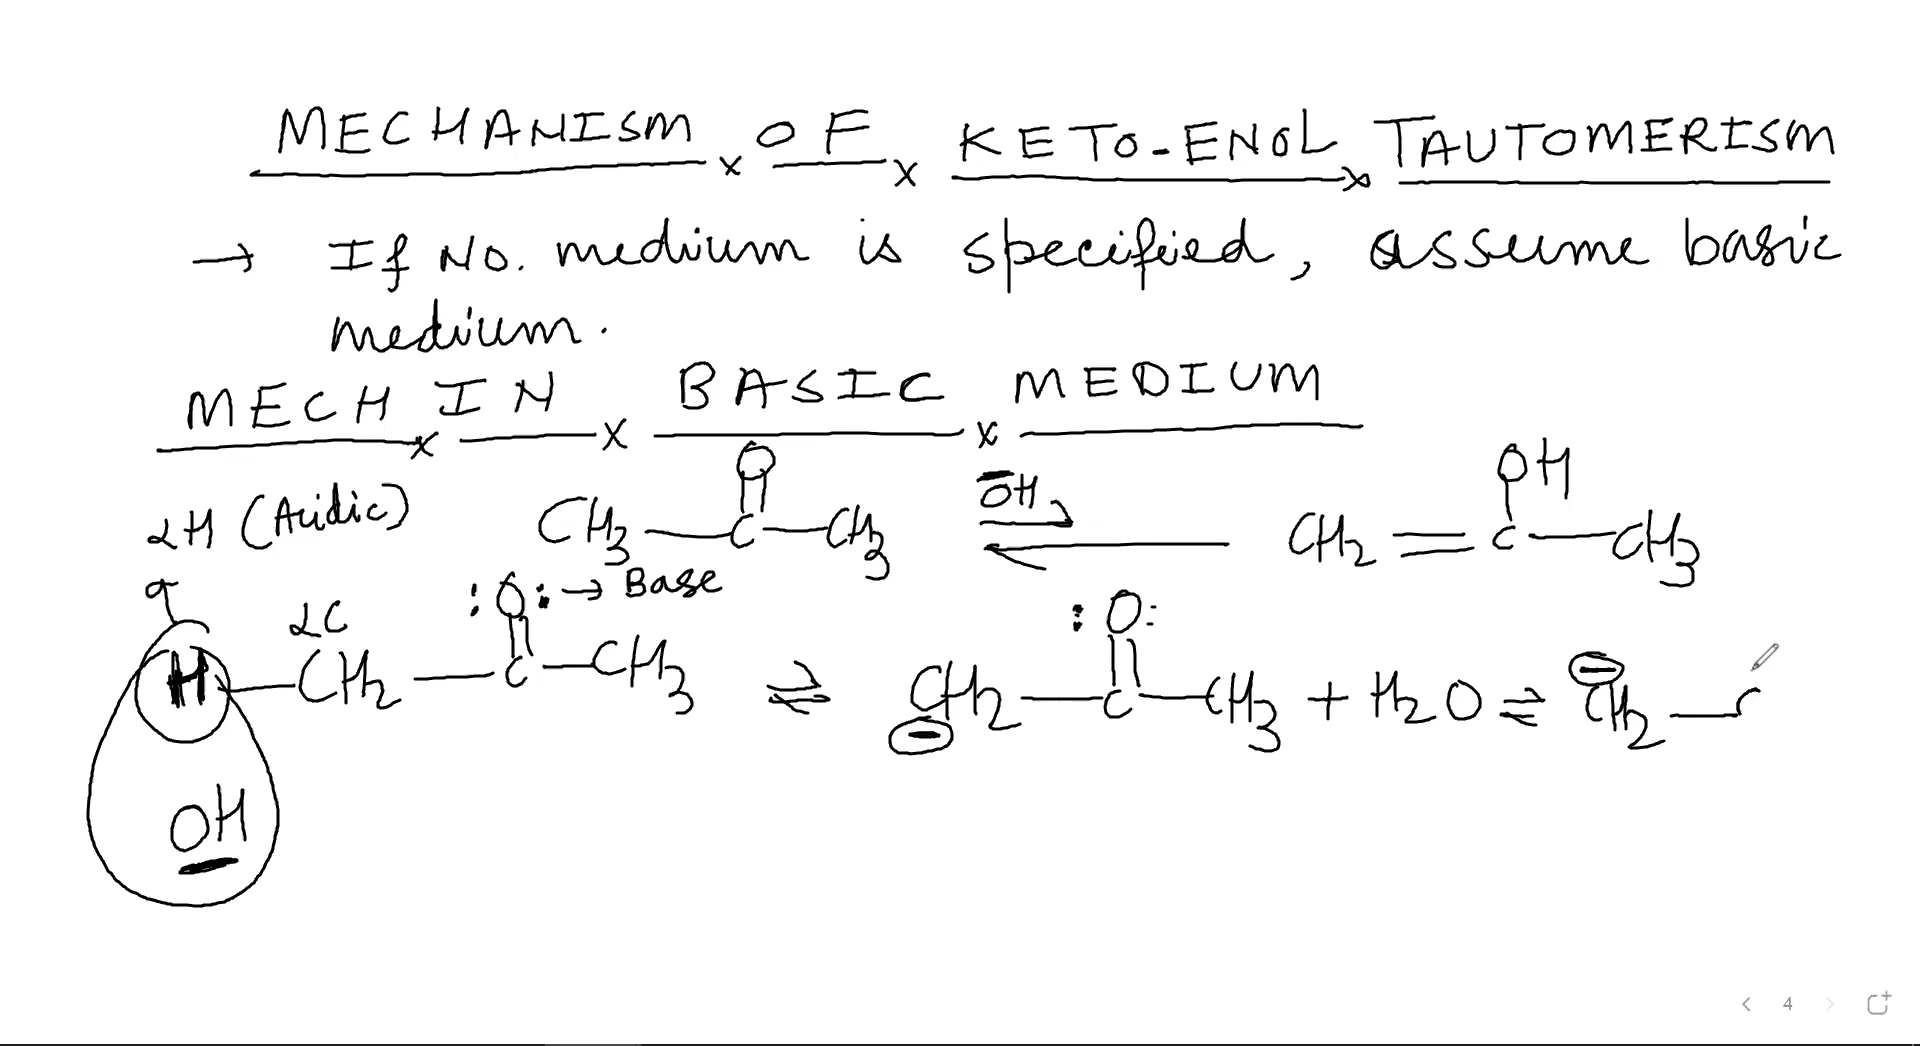 MECHANISM OF KETO-ENOL TAUTOMERISM
→ If No. medium is specified, assume basic
medium.
MECH IN BASIC MEDIUM
O
OH
αH (Acidic) CH3—C—CH3 ŌH ⇌ CH2=C—CH3
αC :O: → Base :O:
H—CH2—C—CH3 ⇌ CH2—C—CH3 + H2O ⇌ CH2—
⊖ ⊖
OH
4